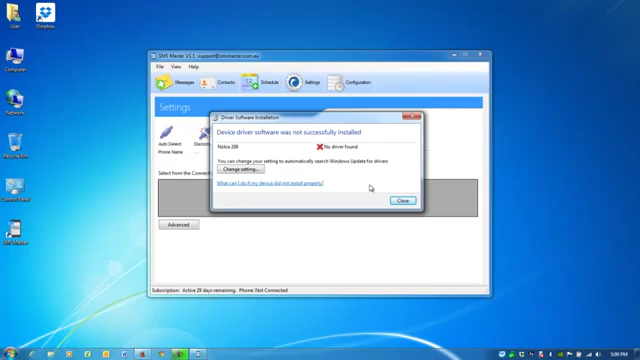 User
Dropbox
Computer
Network
Recycle Bin
Control Panel
SMS Master
SMS Master V1.1 -support@smsmaster.com.au
File View Help
Messages Contacts Schedule Settings Configuration
Settings
Auto Detect
Phone Name
Select from the Connect
Driver Software Installation
Device driver software was not successfully installed
Nokia 208 No driver found
You can change your setting to automatically search Windows Update for drivers
Change setting...
What can I do if my device did not install properly?
Close
Advanced
Subscription: Active 29 days remaining. Phone: Not Connected
5:09 PM